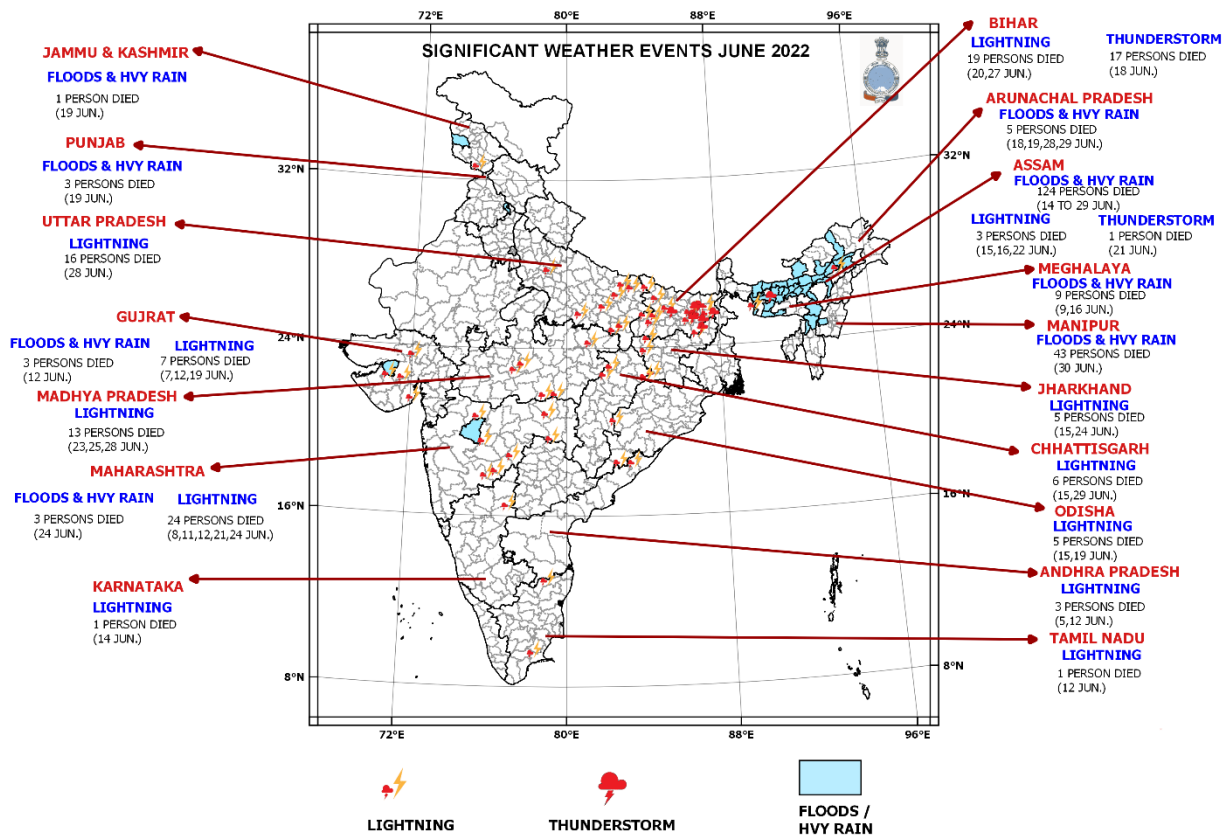 72°E 80°E 88°E 96°E
SIGNIFICANT WEATHER EVENTS JUNE 2022
JAMMU & KASHMIR
FLOODS & HVY RAIN
1 PERSON DIED
(19 JUN.)
PUNJAB
FLOODS & HVY RAIN
3 PERSONS DIED
(19 JUN.)
UTTAR PRADESH
LIGHTNING
16 PERSONS DIED
(28 JUN.)
GUJRAT
FLOODS & HVY RAIN
3 PERSONS DIED
(12 JUN.)
LIGHTNING
7 PERSONS DIED
(7,12,19 JUN.)
MADHYA PRADESH
LIGHTNING
13 PERSONS DIED
(23,25,28 JUN.)
MAHARASHTRA
FLOODS & HVY RAIN
3 PERSONS DIED
(24 JUN.)
LIGHTNING
24 PERSONS DIED
(8,11,12,21,24 JUN.)
KARNATAKA
LIGHTNING
1 PERSON DIED
(14 JUN.)
32°N
24°N
16°N
8°N
BIHAR
LIGHTNING
19 PERSONS DIED
(20,27 JUN.)
THUNDERSTORM
17 PERSONS DIED
(18 JUN.)
ARUNACHAL PRADESH
FLOODS & HVY RAIN
5 PERSONS DIED
(18,19,28,29 JUN.)
ASSAM
FLOODS & HVY RAIN
124 PERSONS DIED
(14 TO 29 JUN.)
LIGHTNING
3 PERSONS DIED
(15,16,22 JUN.)
THUNDERSTORM
1 PERSON DIED
(21 JUN.)
MEGHALAYA
FLOODS & HVY RAIN
9 PERSONS DIED
(9,16 JUN.)
MANIPUR
FLOODS & HVY RAIN
43 PERSONS DIED
(30 JUN.)
JHARKHAND
LIGHTNING
5 PERSONS DIED
(15,24 JUN.)
CHHATTISGARH
LIGHTNING
6 PERSONS DIED
(15,29 JUN.)
ODISHA
LIGHTNING
5 PERSONS DIED
(15,19 JUN.)
ANDHRA PRADESH
LIGHTNING
3 PERSONS DIED
(5,12 JUN.)
TAMIL NADU
LIGHTNING
1 PERSON DIED
(12 JUN.)
32°N
24°N
16°N
8°N
72°E 80°E 88°E 96°E
LIGHTNING
THUNDERSTORM
FLOODS /
HVY RAIN